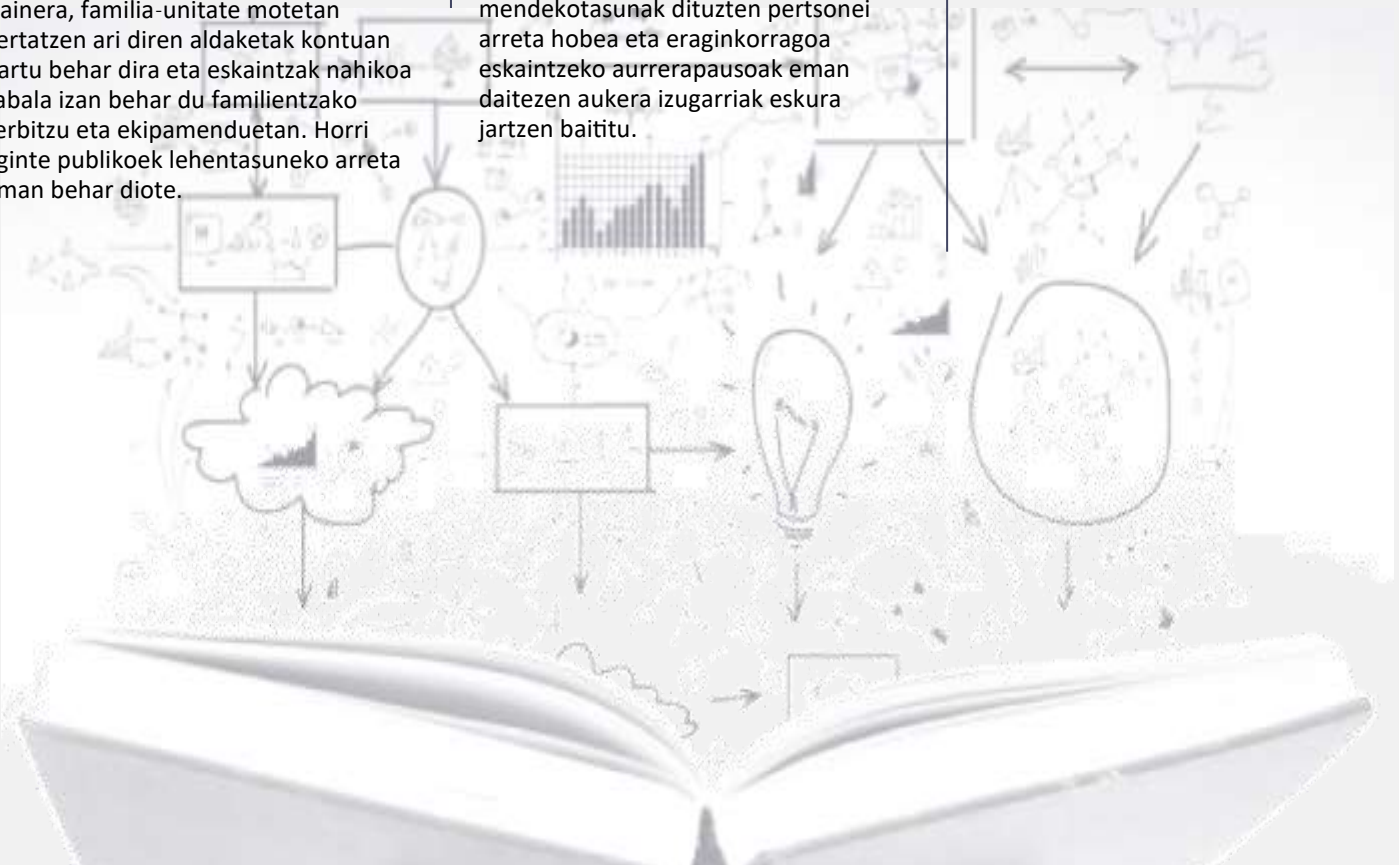 ainera, familia-unitate motetan
ertatzen ari diren aldaketak kontuan
artu behar dira eta eskaintzak nahikoa
abala izan behar du familientzako
erbitzu eta ekipamenduetan. Horri
ginte publikoek lehentasuneko arreta
man behar diote.
mendekotasunak dituzten pertsonei
arreta hobea eta eraginkorragoa
eskaintzeko aurrerapausoak eman
daitezen aukera izugarriak eskura
jartzen baititu.